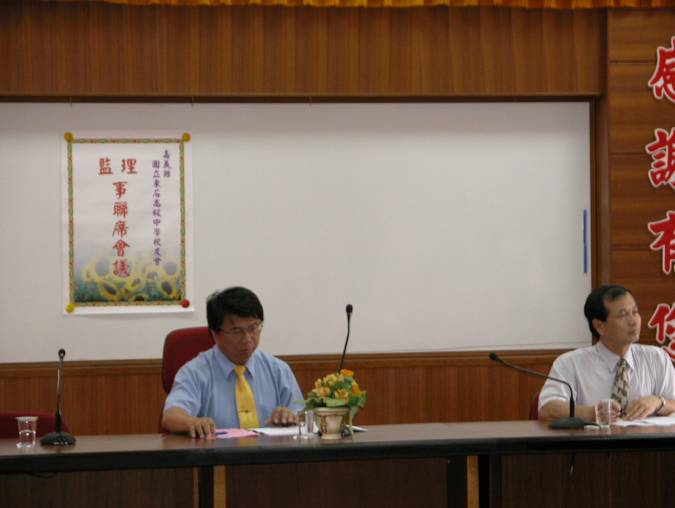 嘉義縣
國立東石高級中學校友會
理監
事聯席會議
感謝有您